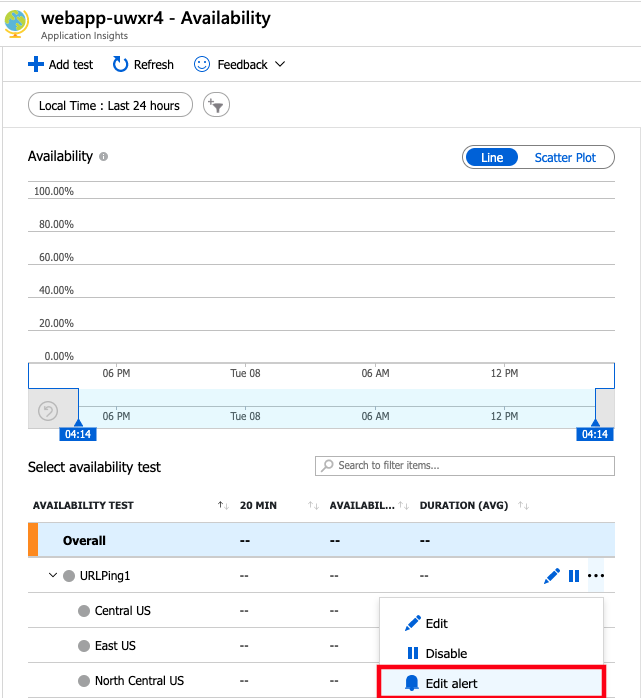 webapp-uwxr4 - Availability
Application Insights
Add test Refresh Feedback
Local Time : Last 24 hours
Availability
Line Scatter Plot
100.00%
80.00%
60.00%
40.00%
20.00%
0.00%
06 PM Tue 08 06 AM 12 PM
06 PM Tue 08 06 AM 12 PM
04:14 04:14
Select availability test
Search to filter items...
AVAILABILITY TEST 20 MIN AVAILABIL... DURATION (AVG)
Overall -- -- --
URLPing1 -- -- --
Central US -- --
East US -- --
North Central US -- --
Edit
Disable
Edit alert